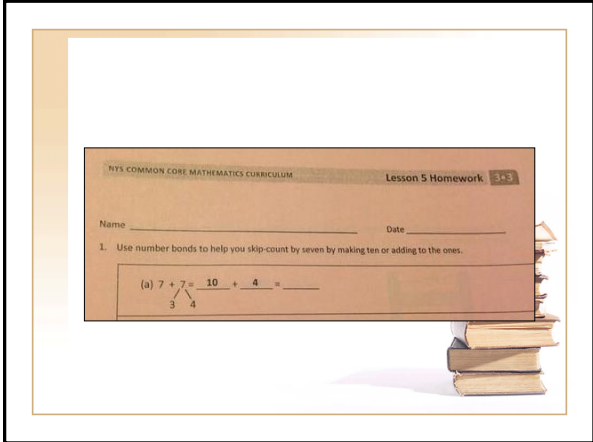 NYS COMMON CORE MATHEMATICS CURRICULUM
Lesson 5 Homework 3•3
Name
Date
1. Use number bonds to help you skip-count by seven by making ten or adding to the ones.
(a) 7 + 7 = 10 + 4 =
3 4